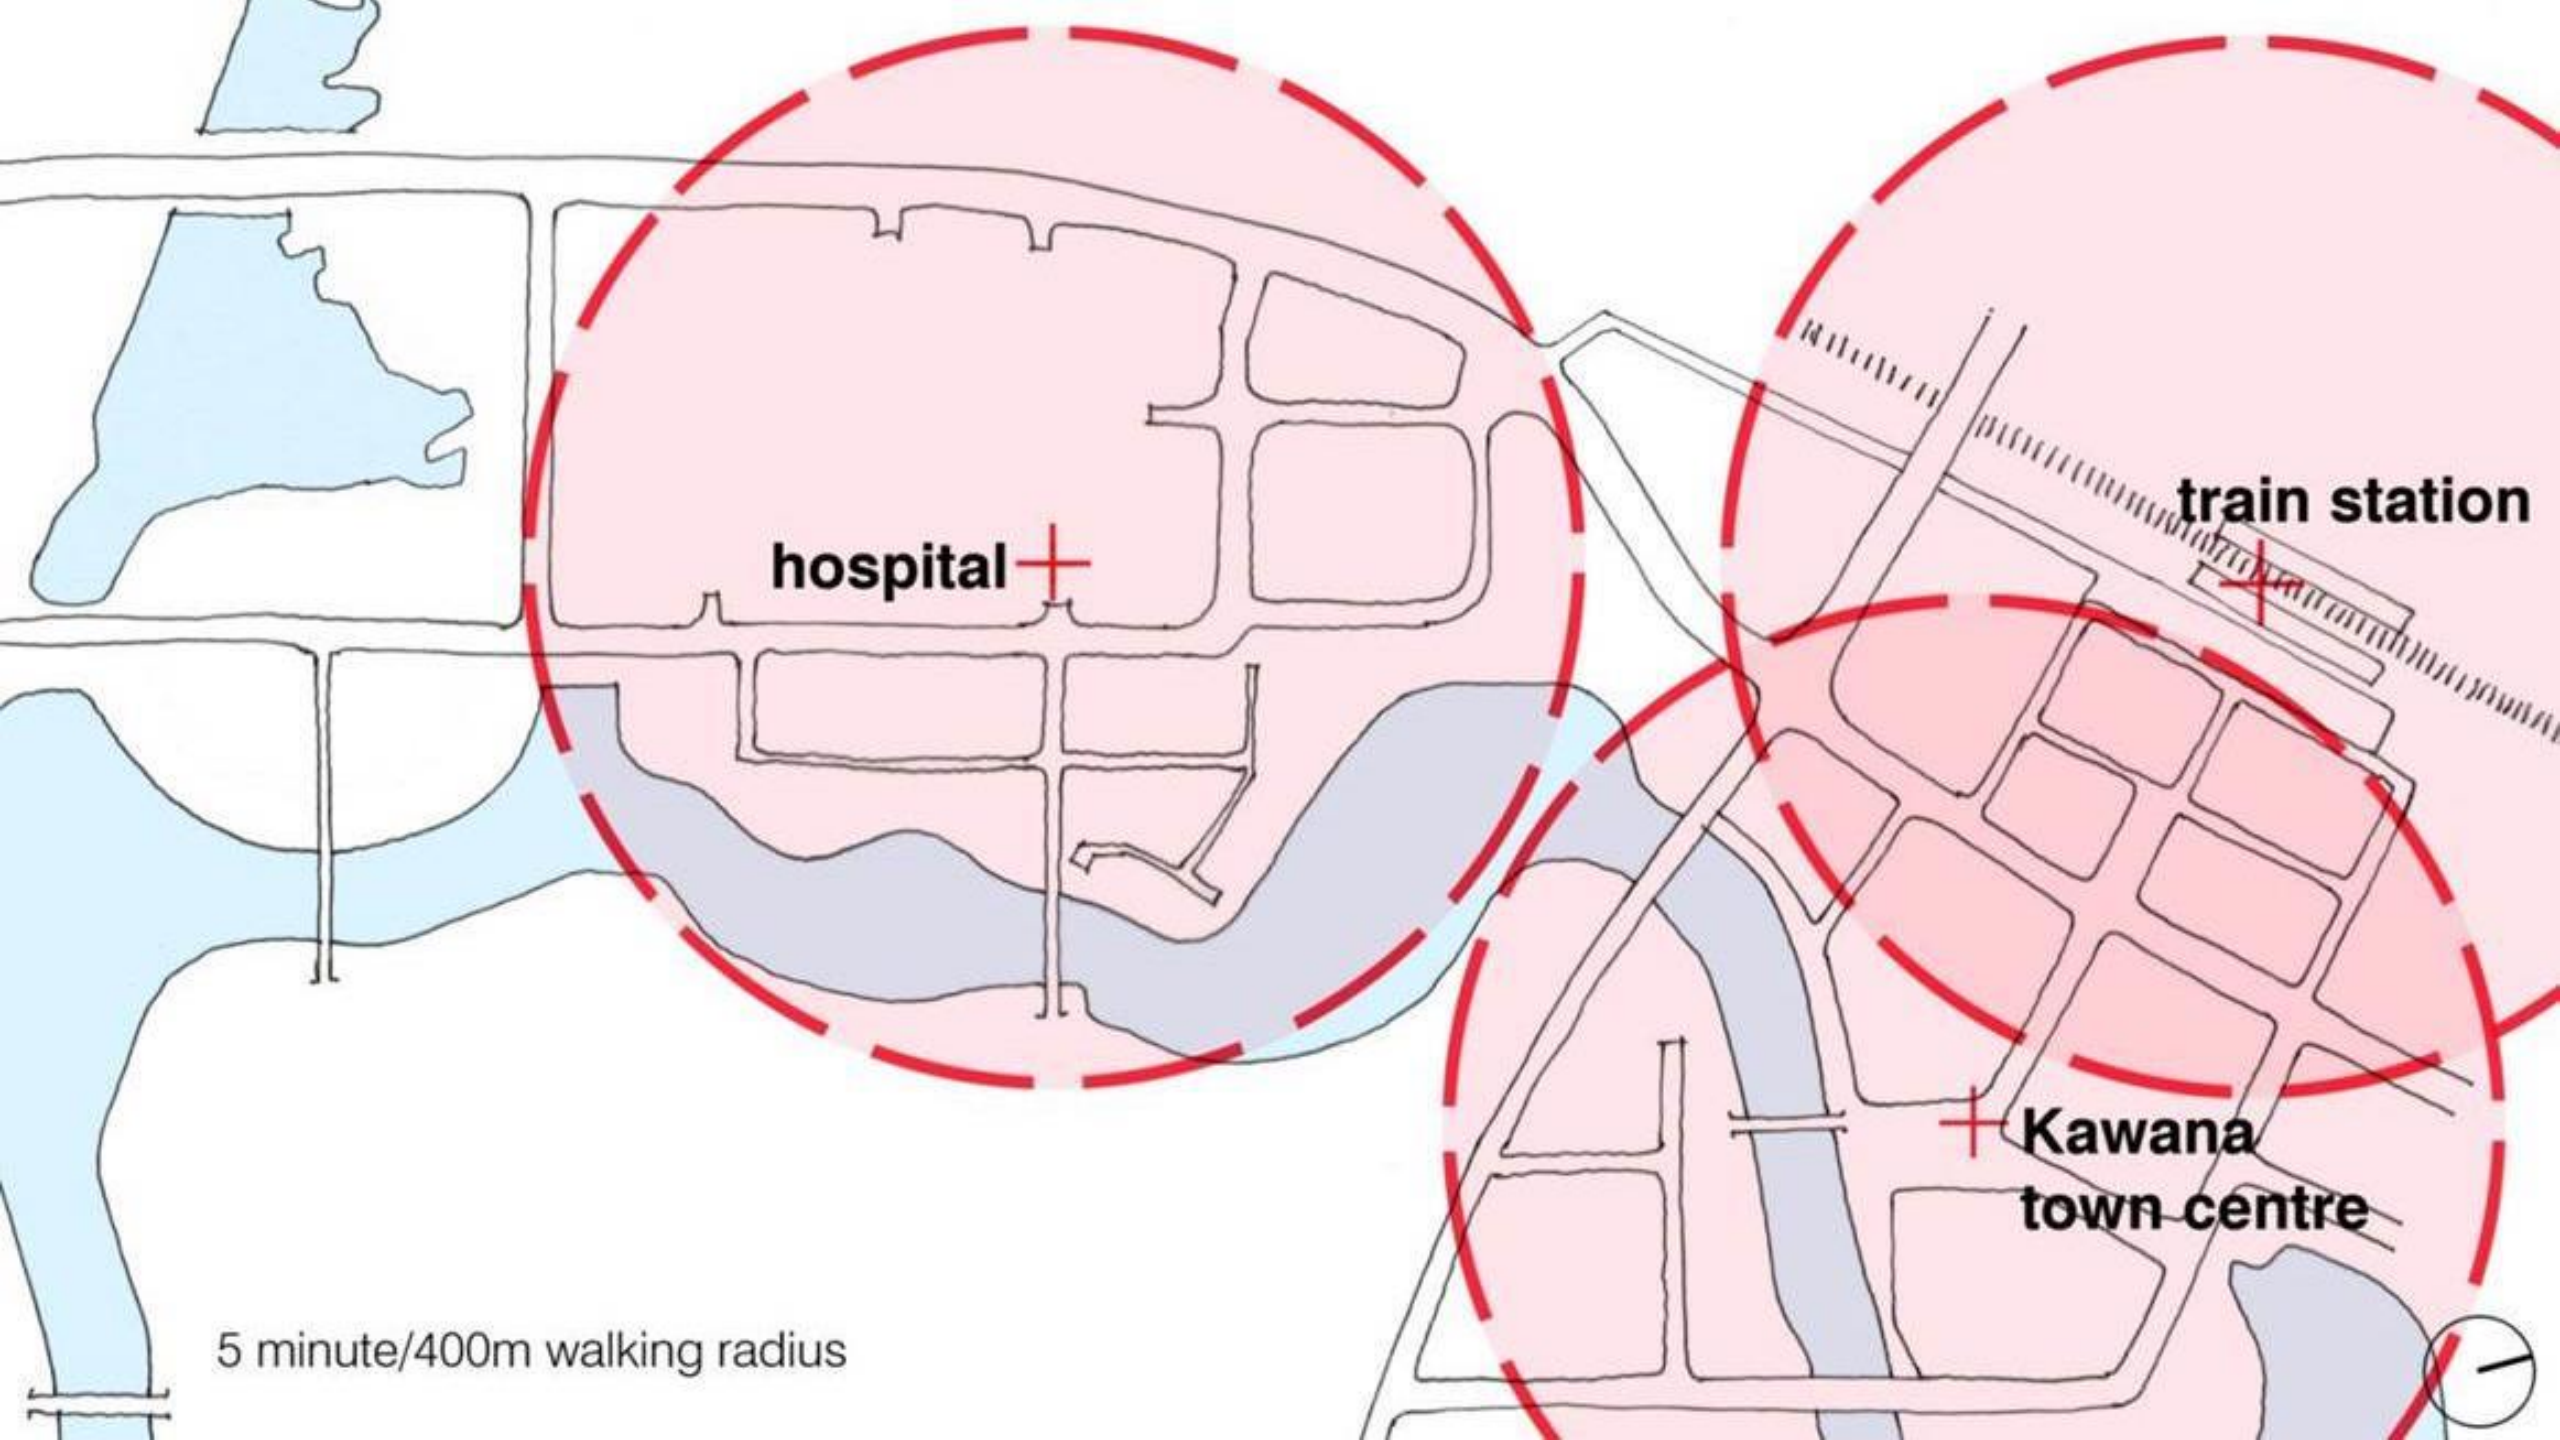 train station
hospital
Kawana
town centre
5 minute/400m walking radius